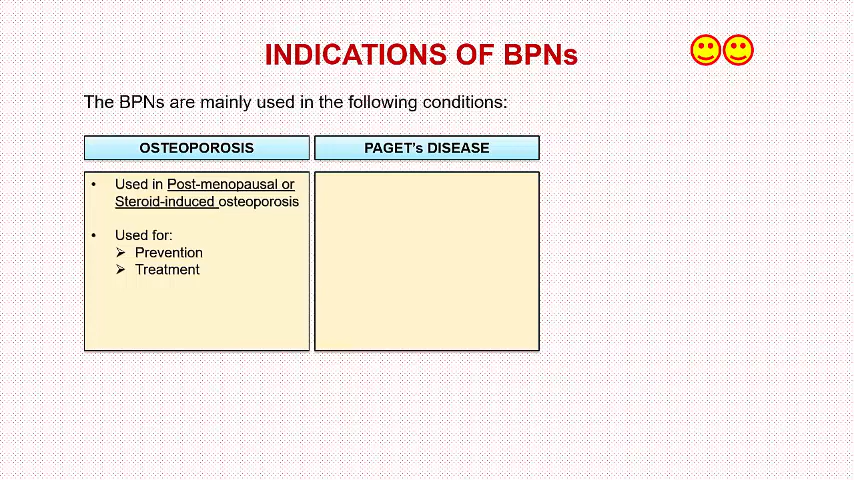 INDICATIONS OF BPNs
The BPNs are mainly used in the following conditions:
OSTEOPOROSIS
PAGET's DISEASE
• Used in Post-menopausal or
Steroid-induced osteoporosis
• Used for:
➢ Prevention
➢ Treatment